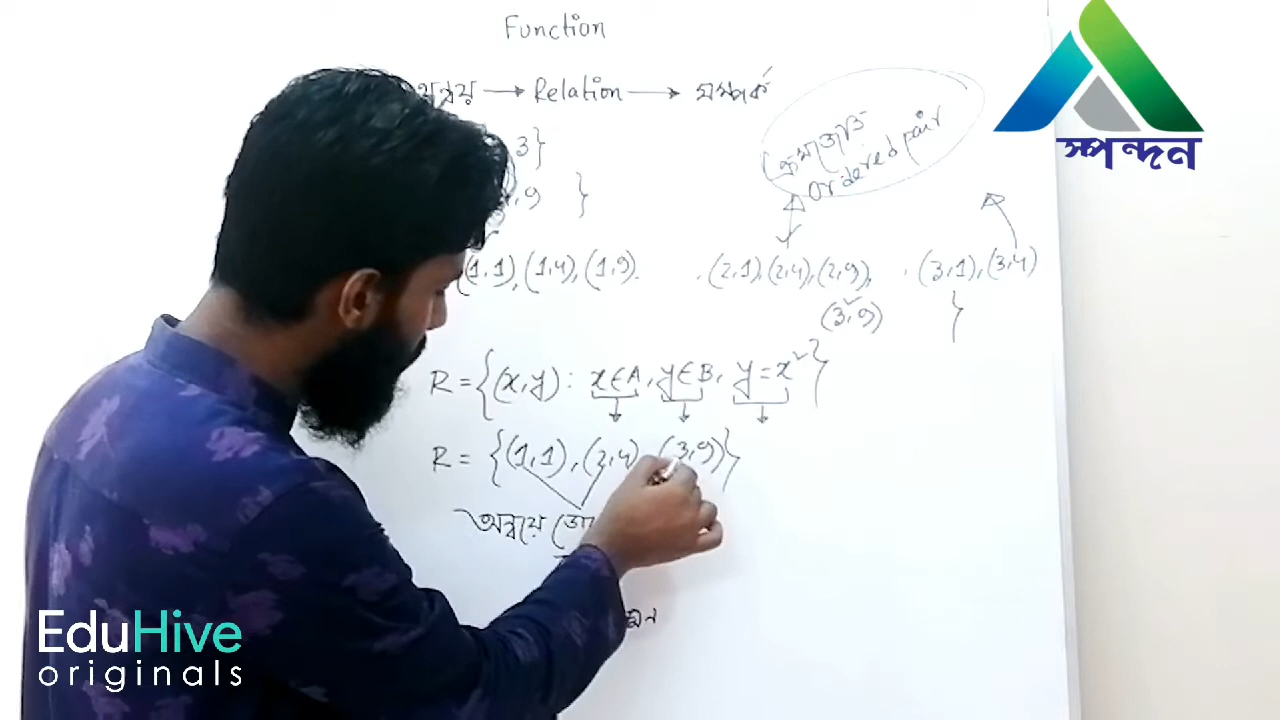 Function
অন্বয় → Relation → সম্পর্ক
3}
,9 }
ক্রমজোড়
ordered pair
(1,1),(1,4),(1,9). .(2,1),(2,4),(2,9), .(3,1),(3,4)
(3,9) }
R={(x,y): x∈A, y∈B, y=x²}
R= {(1,1),(2,4),(3,9)}
অন্বয়ে
স্পন্দন
EduHive
originals